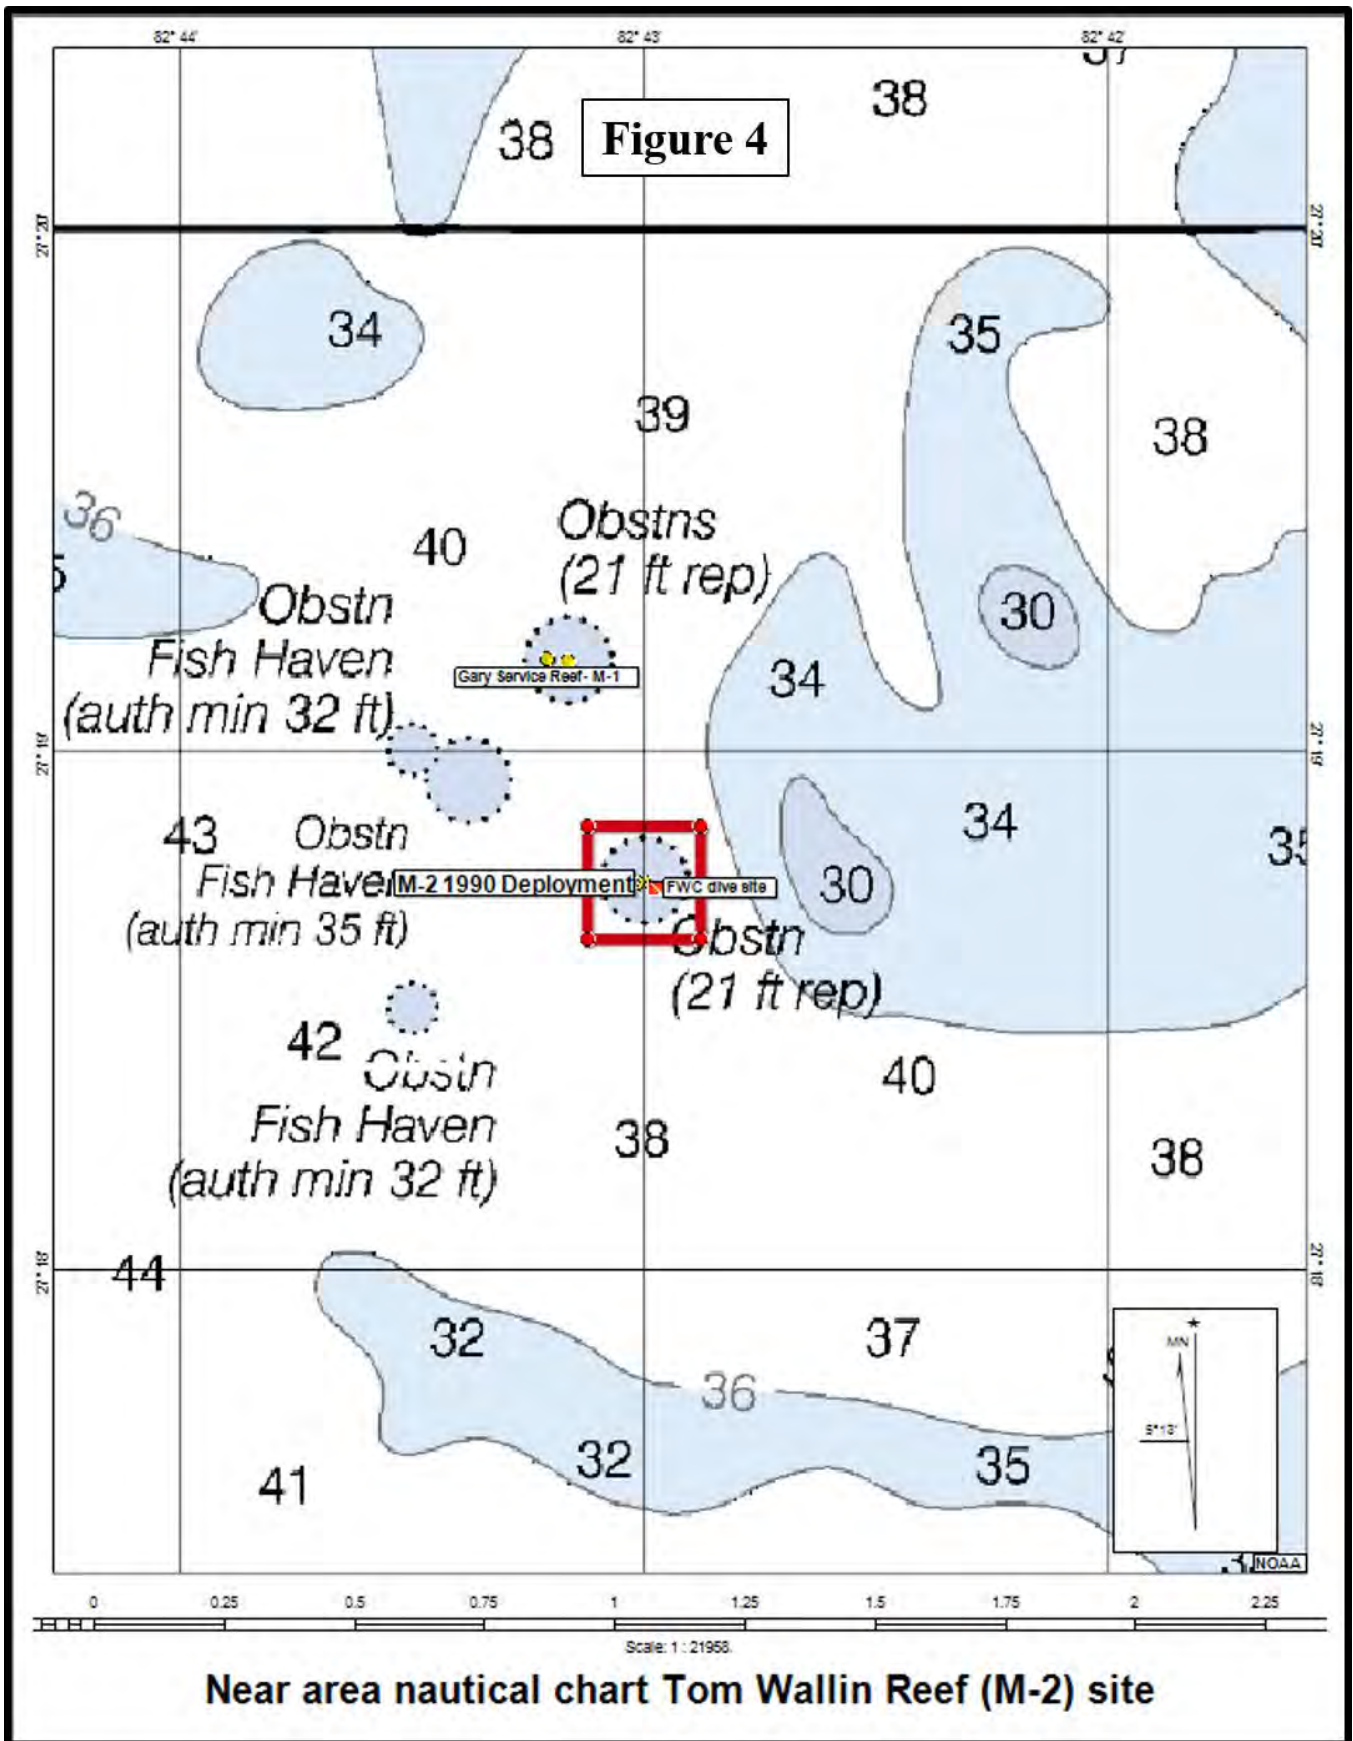 82° 44'
82° 43'
82° 42'
37
38
38
Figure 4
27° 20'
27° 20'
34
35
39
38
36
40
Obstns
(21 ft rep)
Obstn
Fish Haven
(auth min 32 ft)
30
34
Gary Service Reef- M-1
27° 19'
27° 19'
43
Obstn
Fish Haven
(auth min 35 ft)
M-2 1990 Deployment
FWC dive site
Obstn
(21 ft rep)
30
34
35
42
Obstn
Fish Haven
(auth min 32 ft)
40
38
38
27° 18'
27° 18'
44
32
37
36
32
35
41
MN
5°13'
NOAA
0 0.25 0.5 0.75 1 1.25 1.5 1.75 2 2.25
Scale: 1 : 21958.
Near area nautical chart Tom Wallin Reef (M-2) site